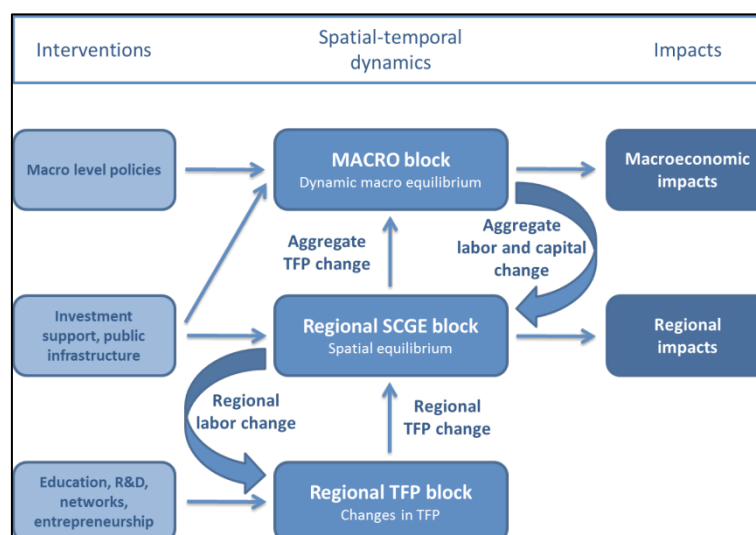 Interventions
Spatial-temporal
dynamics
Impacts
Macro level policies
MACRO block
Dynamic macro equilibrium
Macroeconomic
impacts
Aggregate
TFP change
Aggregate
labor and capital
change
Investment
support, public
infrastructure
Regional SCGE block
Spatial equilibrium
Regional
impacts
Regional
labor change
Regional
TFP change
Education, R&D,
networks,
entrepreneurship
Regional TFP block
Changes in TFP